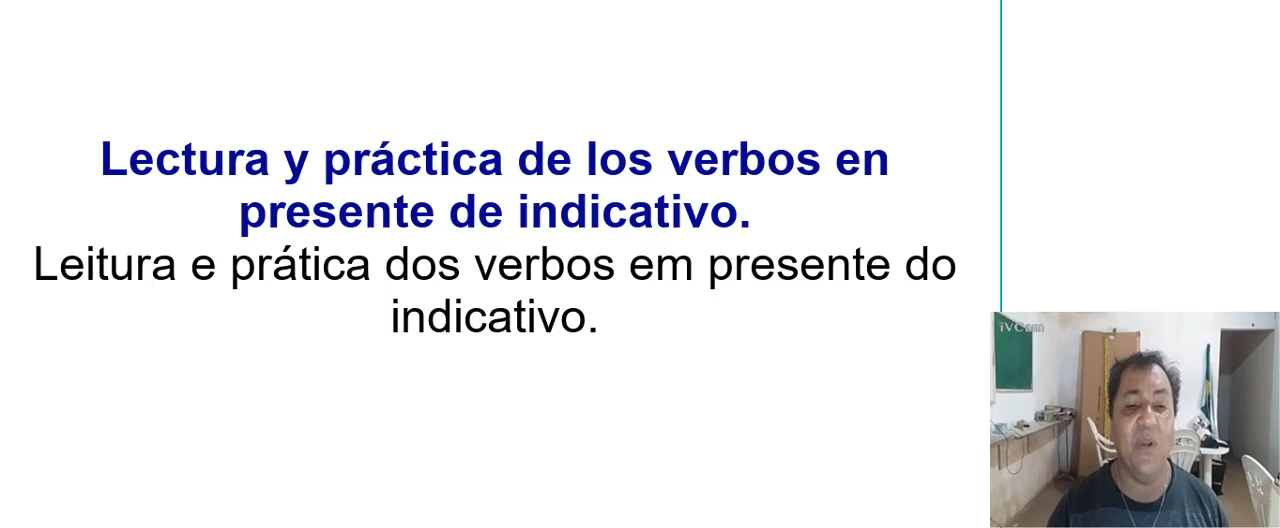 Lectura y práctica de los verbos en
presente de indicativo.
Leitura e prática dos verbos em presente do
indicativo.
iVCam